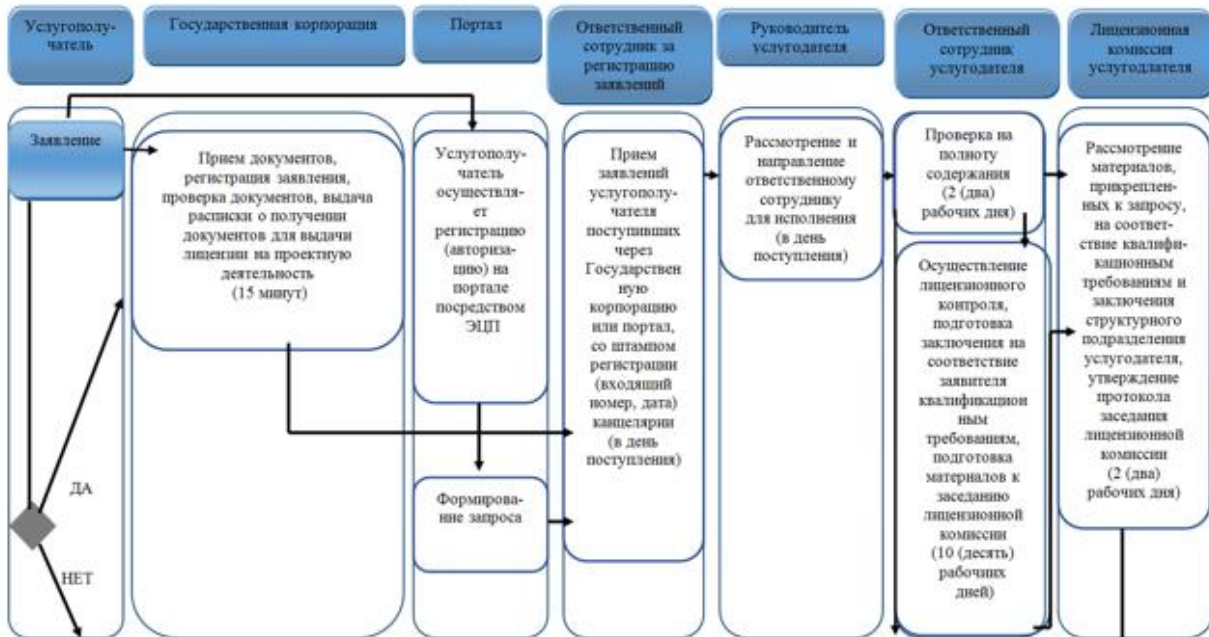 Услугополу-
чатель
Государственная корпорация
Портал
Ответственный
сотрудник за
регистрацию
заявлений
Руководитель
услугодателя
Ответственный
сотрудник
услугодателя
Лицензионная
комиссия
услугодлателя
Заявление
Прием документов,
регистрация заявления,
проверка документов, выдача
расписки о получении
документов для выдачи
лицензии на проектную
деятельность
(15 минут)
Услугополу-
чатель
осуществля-
ет
регистрацию
(авториза-
цию) на
портале
посредством
ЭЦП
Формирова-
ние запроса
Прием
заявлений
услугополу-
чателя
поступивших
через
Государствен
ную
корпорацию
или портал,
со штампом
регистрации
(входящий
номер, дата)
канцелярии
(в день
поступления)
Рассмотрение и
направление
ответственному
сотруднику
для исполнения
(в день
поступления)
Проверка на
полноту
содержания
(2 (два)
рабочих дня)
Осуществление
лицензионного
контроля,
подготовка
заключения на
соответствие
заявителя
квалификацион
ным
требованиям,
подготовка
материалов к
заседанию
лицензионной
комиссии
(10 (десять)
рабочиих
дней)
Рассмотрение
материалов,
прикреплен-
ных к запросу,
на соответ-
ствие квалифи-
кационным
требованиям и
заключения
структурного
подразделения
услугодателя,
утверждение
протокола
заседания
лицензионной
комиссии
(2 (два)
рабочих дня)
ДА
НЕТ